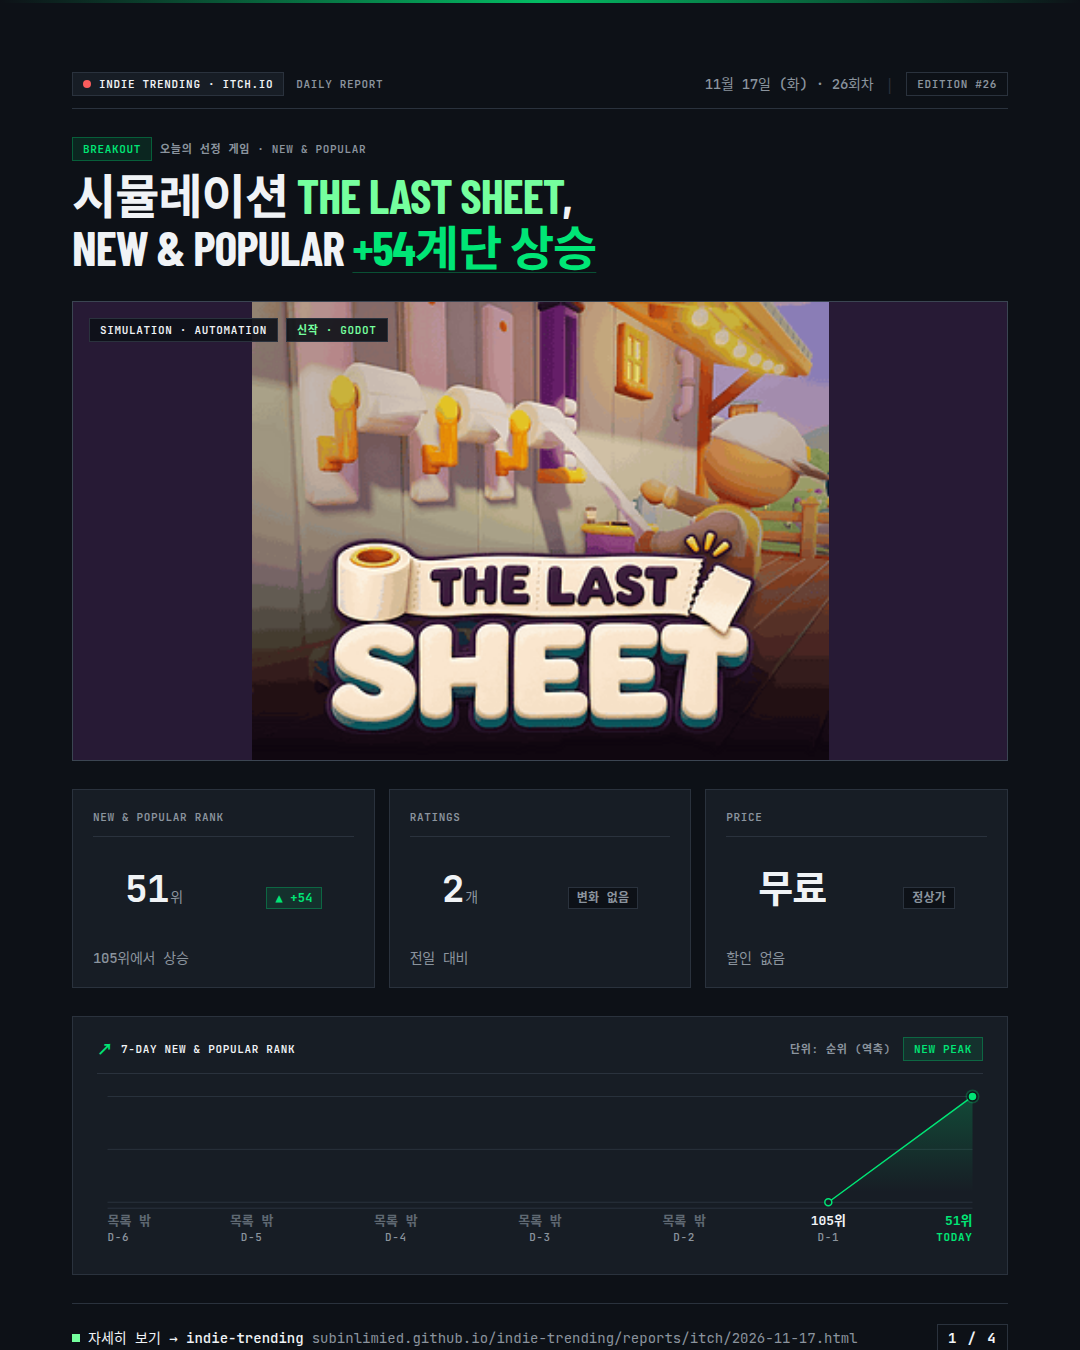 INDIE TRENDING · ITCH.IO DAILY REPORT 11월 17일 (화) · 26회차 EDITION #26
BREAKOUT 오늘의 선정 게임 · NEW & POPULAR
시뮬레이션 THE LAST SHEET,
NEW & POPULAR +54계단 상승
SIMULATION · AUTOMATION 신작 · GODOT
THE LAST
SHEET
NEW & POPULAR RANK
51위 ▲ +54
105위에서 상승
RATINGS
2개 변화 없음
전일 대비
PRICE
무료 정상가
할인 없음
↗ 7-DAY NEW & POPULAR RANK 단위: 순위 (역축) NEW PEAK
목록 밖 목록 밖 목록 밖 목록 밖 목록 밖 105위 51위
D-6 D-5 D-4 D-3 D-2 D-1 TODAY
자세히 보기 → indie-trending subinlimied.github.io/indie-trending/reports/itch/2026-11-17.html 1 / 4